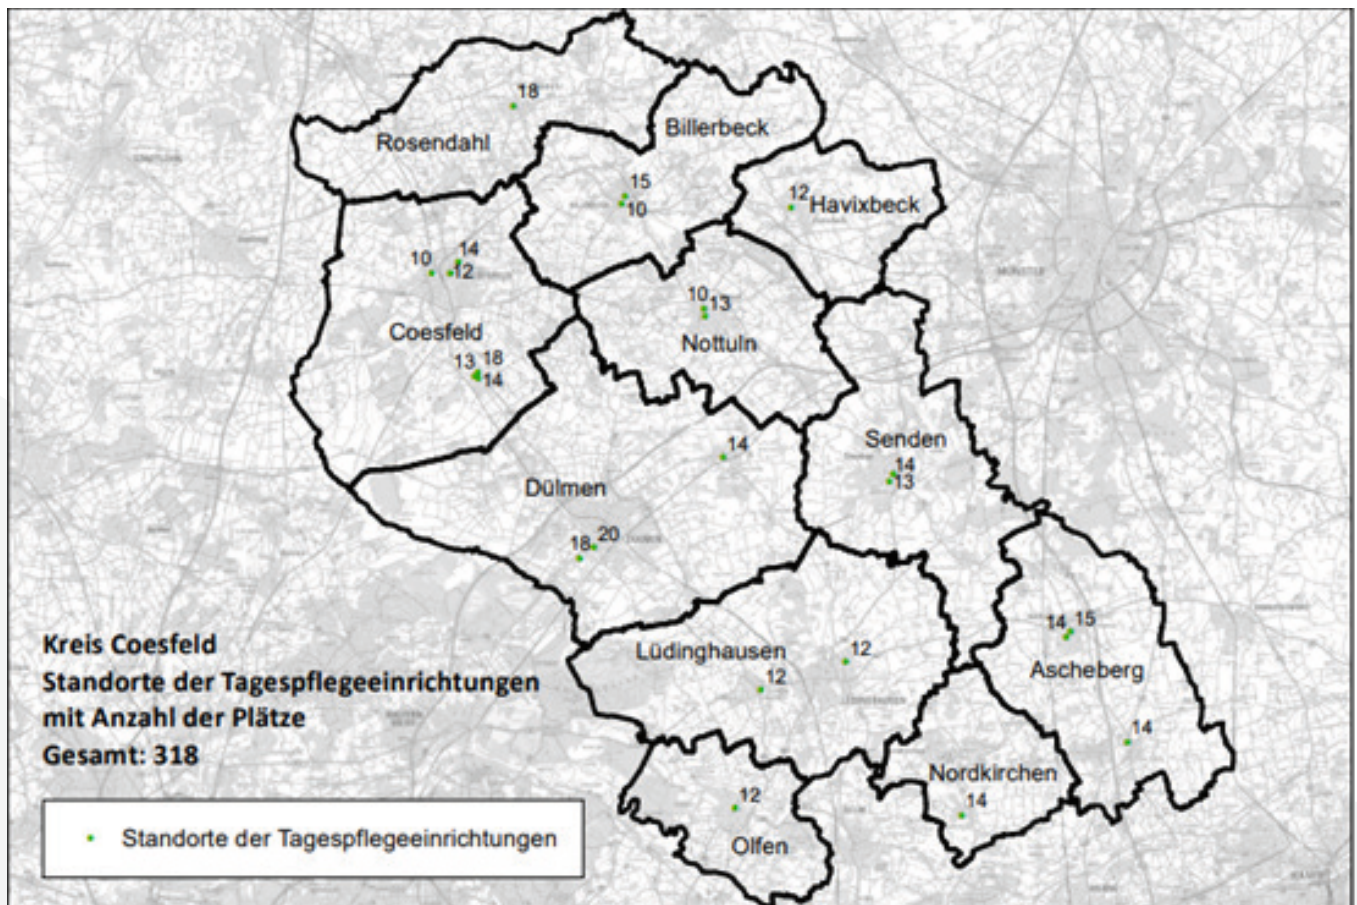 18
Rosendahl
Billerbeck
15
10
12
Havixbeck
10
14
12
Coesfeld
13
18
14
10
13
Nottuln
MÜNSTER
14
Dülmen
18
20
Senden
14
13
Lüdinghausen
12
12
14
15
Ascheberg
14
Nordkirchen
14
12
Olfen
Kreis Coesfeld
Standorte der Tagespflegeeinrichtungen
mit Anzahl der Plätze
Gesamt: 318
Standorte der Tagespflegeeinrichtungen